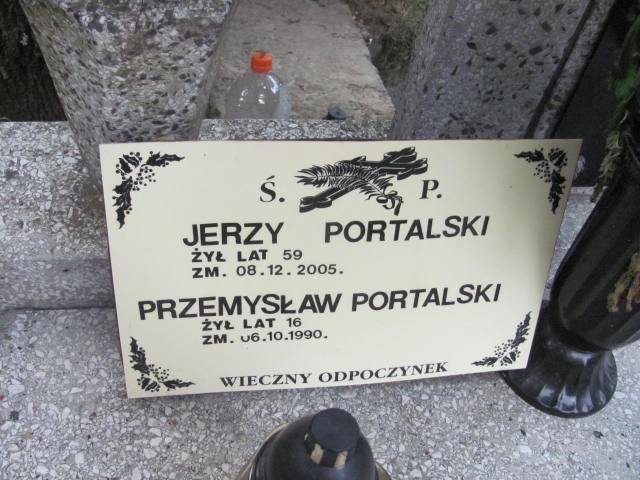 Ś. P.
JERZY PORTALSKI
ŻYŁ LAT 59
ZM. 08.12.2005.
PRZEMYSŁAW PORTALSKI
ŻYŁ LAT 16
ZM. 06.10.1990.
WIECZNY ODPOCZYNEK